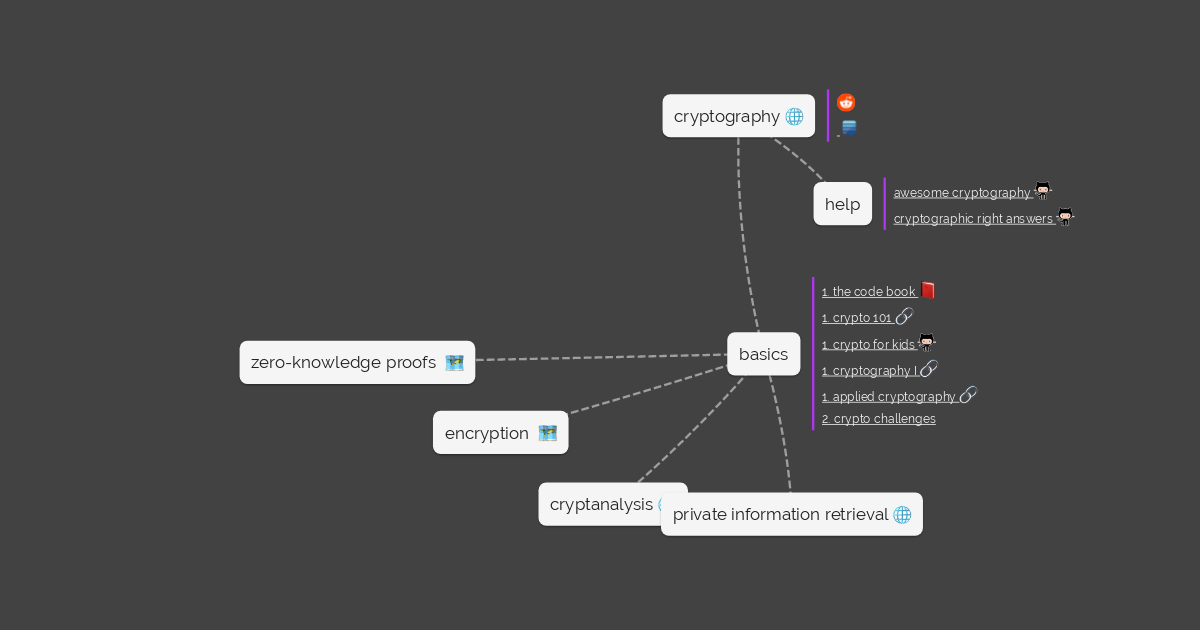 cryptography
help
awesome cryptography
cryptographic right answers
1. the code book
1. crypto 101
1. crypto for kids
1. cryptography I
1. applied cryptography
2. crypto challenges
basics
zero-knowledge proofs
encryption
cryptanalysis
private information retrieval